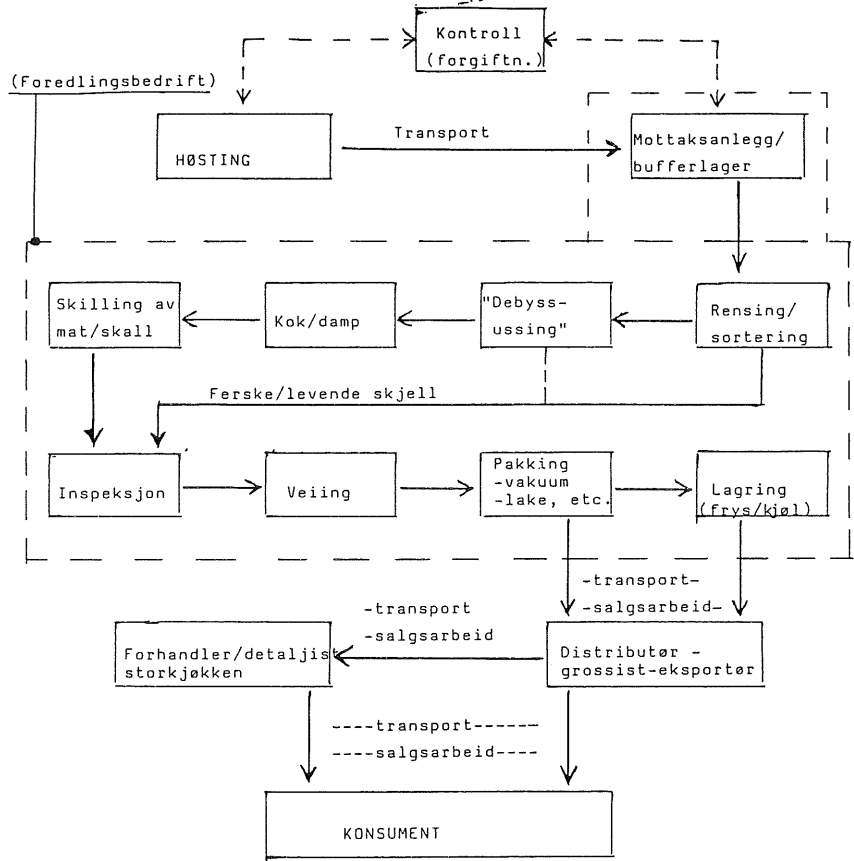 Kontroll
(forgiftn.)
(Foredlingsbedrift)
HØSTING
Transport
Mottaksanlegg/
bufferlager
Skilling av
mat/skall
Kok/damp
"Debyss-
ussing"
Rensing/
sortering
Ferske/levende skjell
Inspeksjon
Veiing
Pakking
-vakuum
-lake, etc.
Lagring
(frys/kjøl)
-transport-
-salgsarbeid-
-transport
-salgsarbeid
Forhandler/detaljist
storkjøkken
Distributør -
grossist-eksportør
----transport------
----salgsarbeid----
KONSUMENT